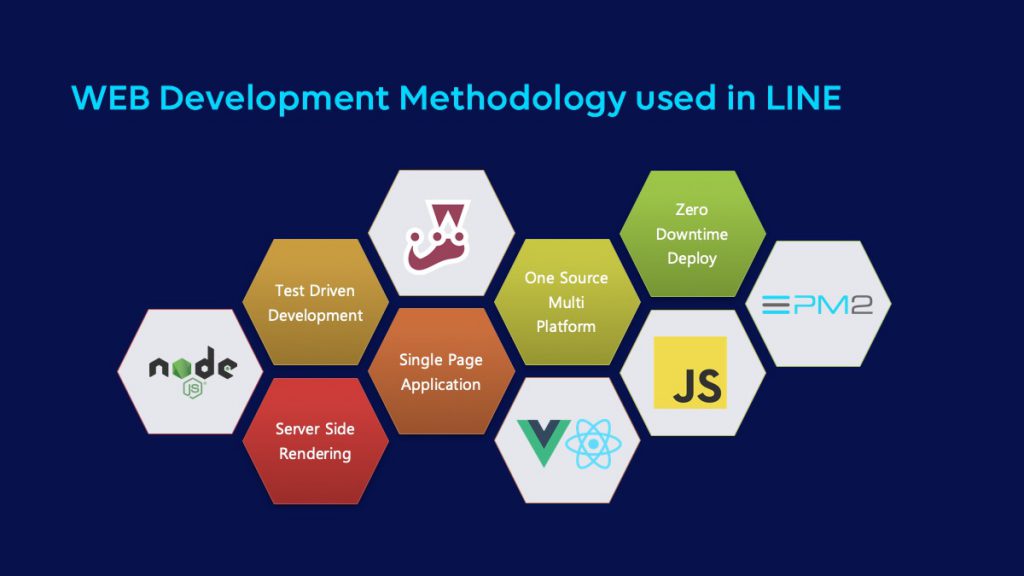 WEB Development Methodology used in LINE
Zero
Downtime
Deploy
Test Driven
Development
One Source
Multi
Platform
PM2
node
JS
Single Page
Application
JS
Server Side
Rendering